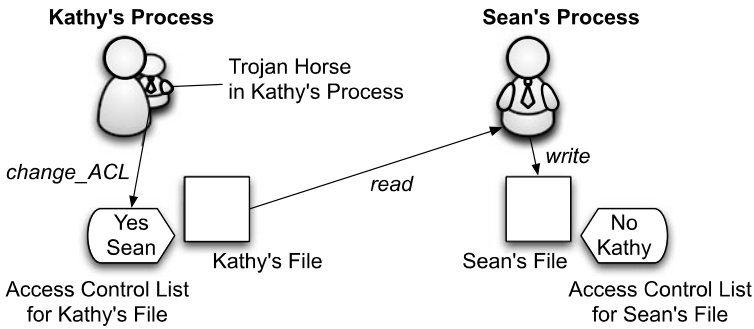 Kathy's Process
Sean's Process
Trojan Horse
in Kathy's Process
change_ACL
read
write
Yes
Sean
Kathy's File
Sean's File
No
Kathy
Access Control List
for Kathy's File
Access Control List
for Sean's File